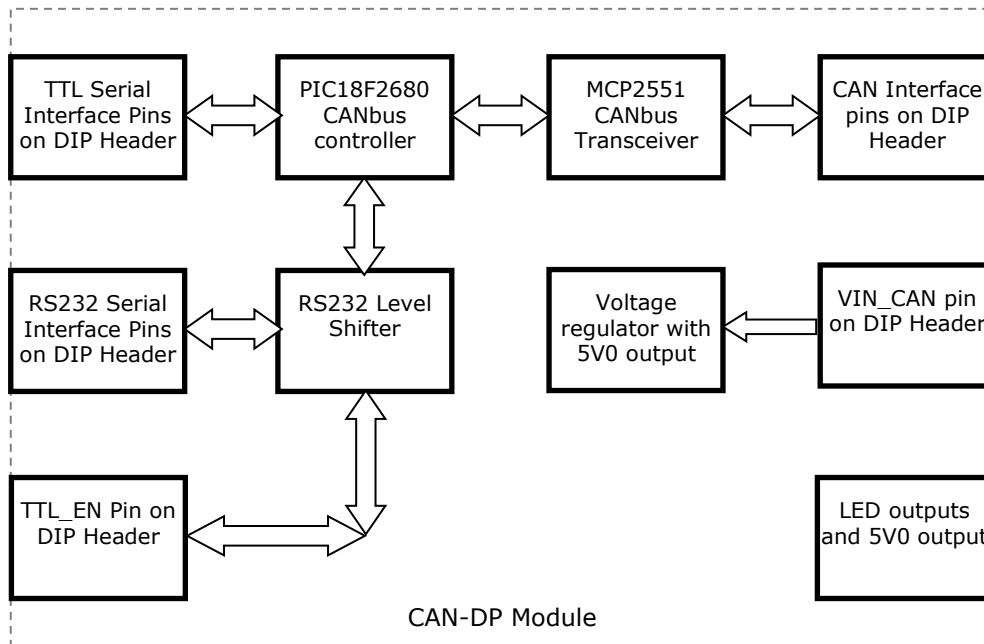 TTL Serial
Interface Pins
on DIP Header
PIC18F2680
CANbus
controller
MCP2551
CANbus
Transceiver
CAN Interface
pins on DIP
Header
RS232 Serial
Interface Pins
on DIP Header
RS232 Level
Shifter
Voltage
regulator with
5V0 output
VIN_CAN pin
on DIP Header
TTL_EN Pin on
DIP Header
LED outputs
and 5V0 output
CAN-DP Module